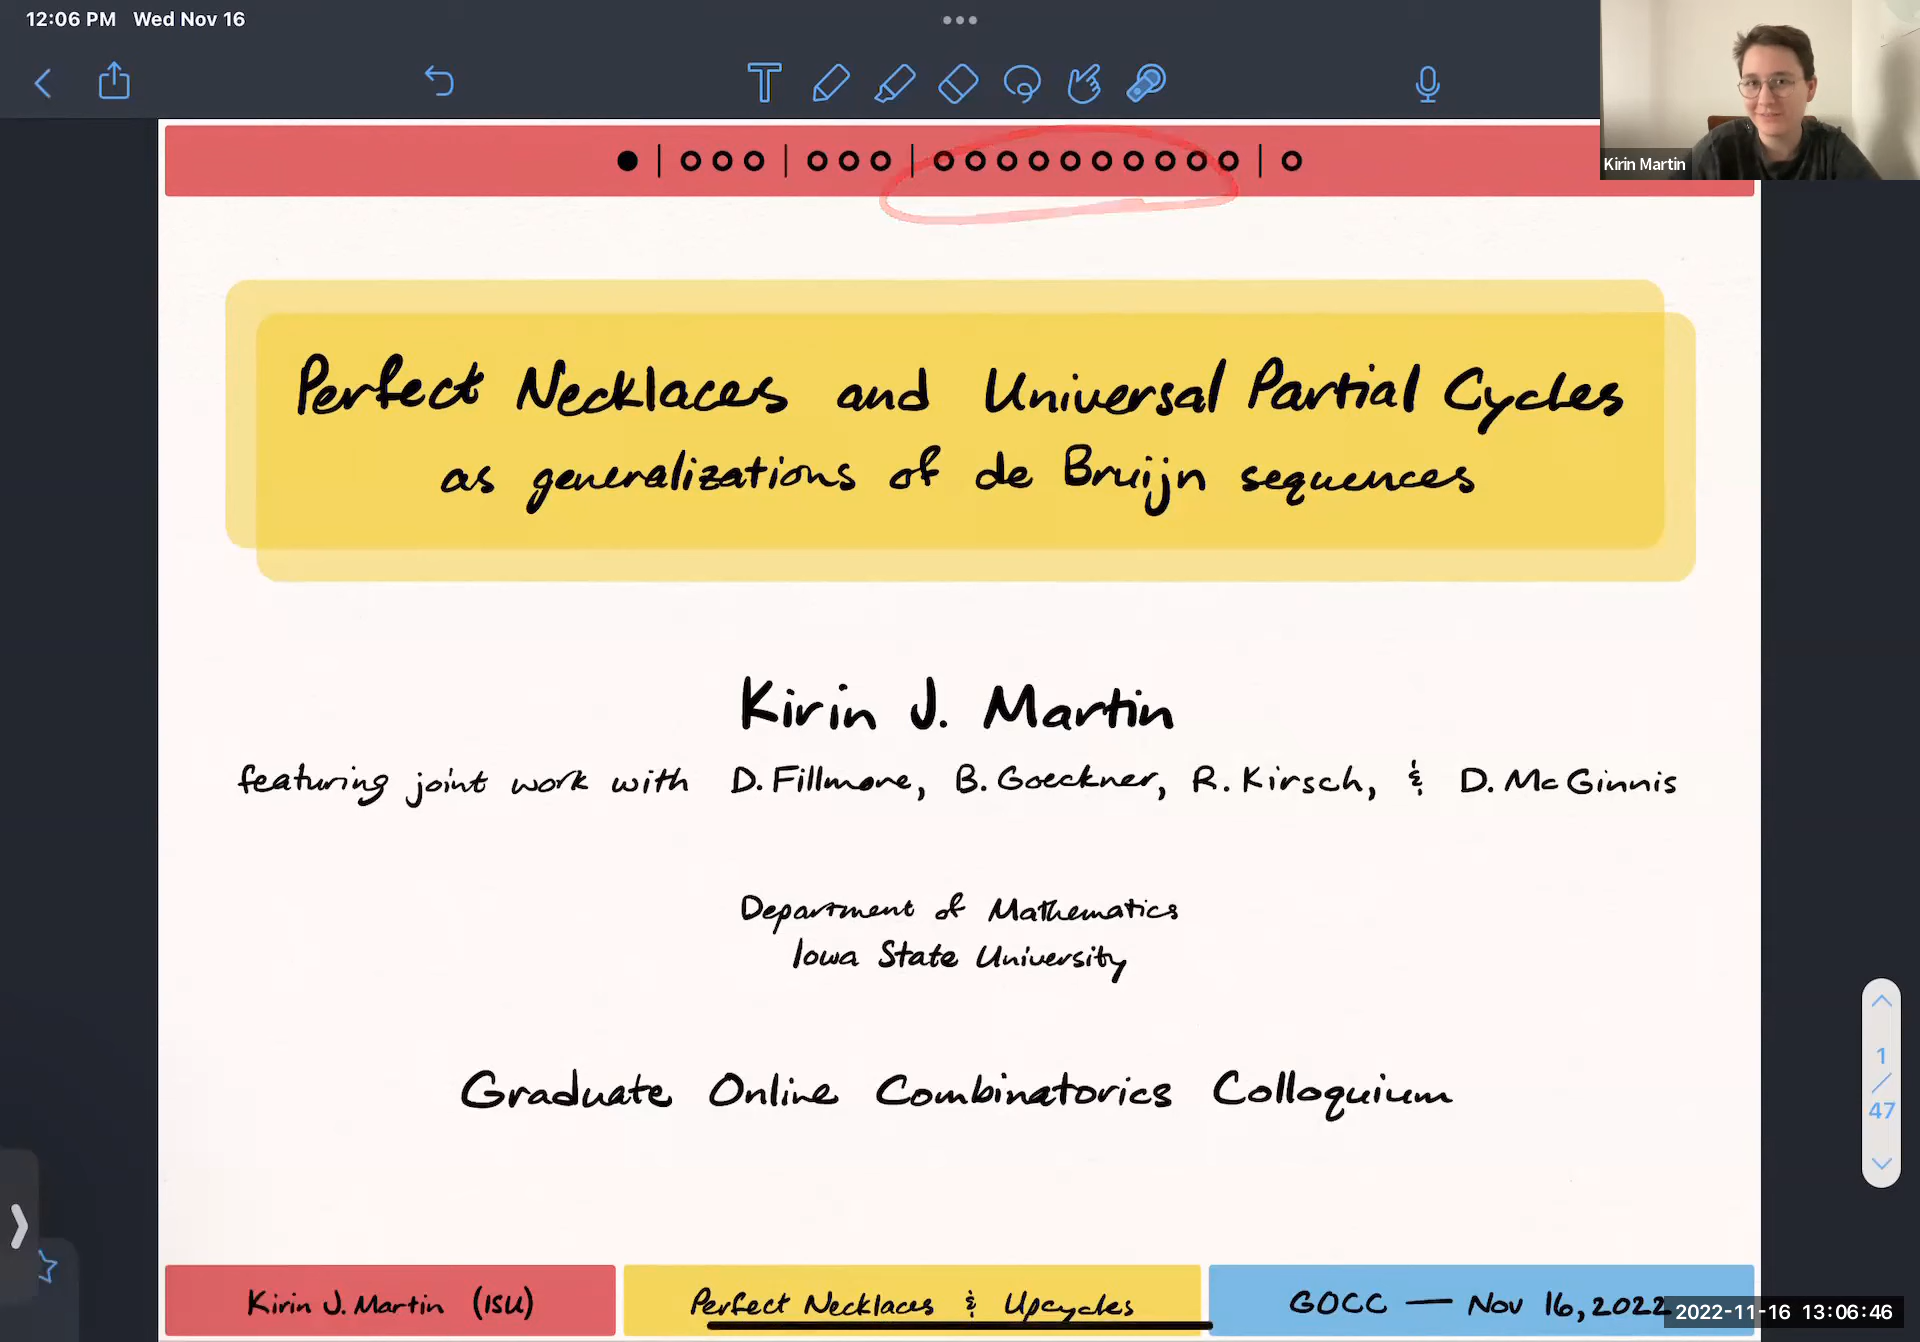 12:06 PM Wed Nov 16
Kirin Martin
Perfect Necklaces and Universal Partial Cycles
as generalizations of de Bruijn sequences
Kirin J. Martin
featuring joint work with D. Fillmore, B. Goeckner, R. Kirsch, & D. McGinnis
Department of Mathematics
Iowa State University
Graduate Online Combinatorics Colloquium
1
/
47
Kirin J. Martin (ISU)
Perfect Necklaces & Upcycles
GOCC — Nov 16, 2022
2022-11-16 13:06:46